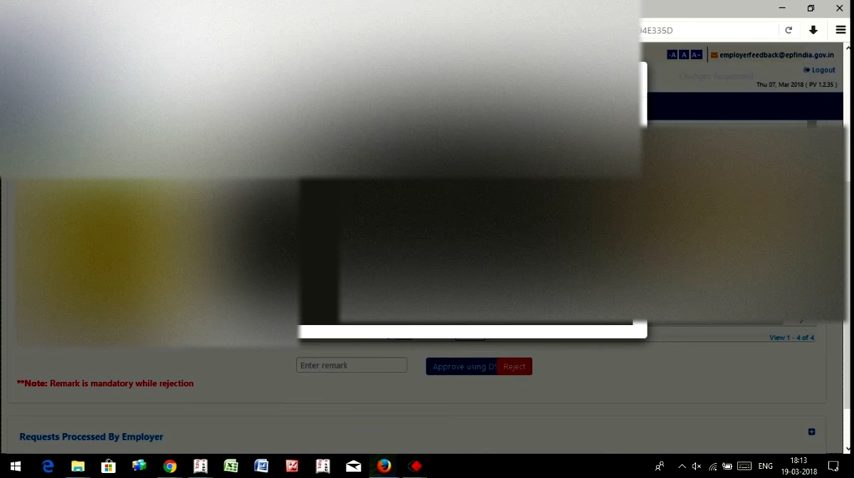 04E335D
-A A A+ employerfeedback@epfindia.gov.in
Logout
Thu 07, Mar 2018 ( PV 1.2.35 )
View 1 - 4 of 4
Enter remark
Approve using
Reject
**Note: Remark is mandatory while rejection
Requests Processed By Employer
ENG
18:13
19-03-2018